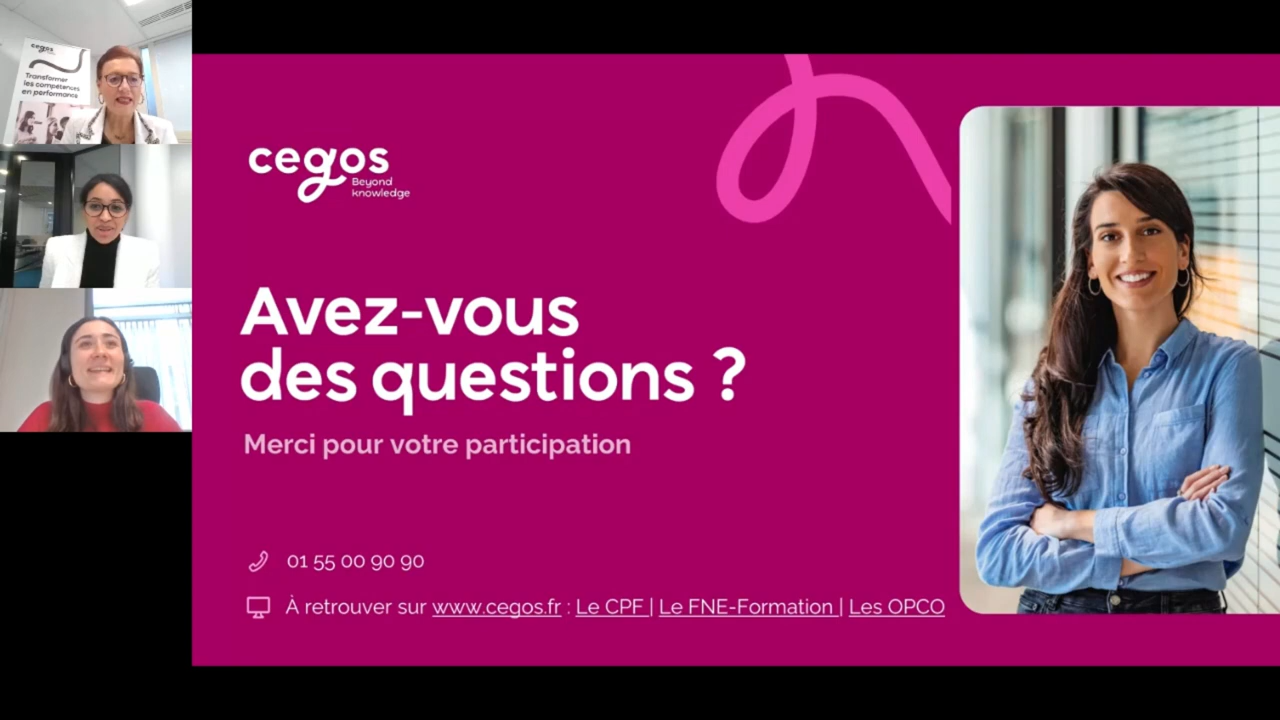 cegos
Transformer
les compétences
en performance
cegos
Beyond
knowledge
Avez-vous
des questions ?
Merci pour votre participation
01 55 00 90 90
À retrouver sur www.cegos.fr : Le CPF | Le FNE-Formation | Les OPCO